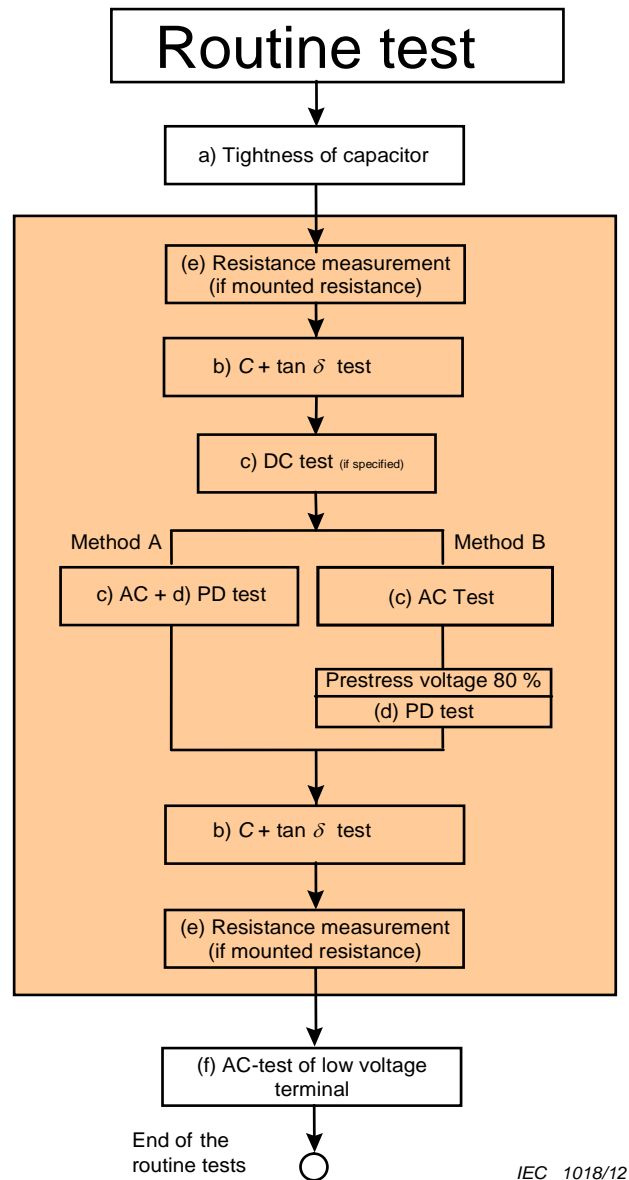 Routine test
a) Tightness of capacitor
(e) Resistance measurement
(if mounted resistance)
b) C + tan δ test
c) DC test (if specified)
Method A
Method B
c) AC + d) PD test
(c) AC Test
Prestress voltage 80 %
(d) PD test
b) C + tan δ test
(e) Resistance measurement
(if mounted resistance)
(f) AC-test of low voltage
terminal
End of the
routine tests
IEC 1018/12